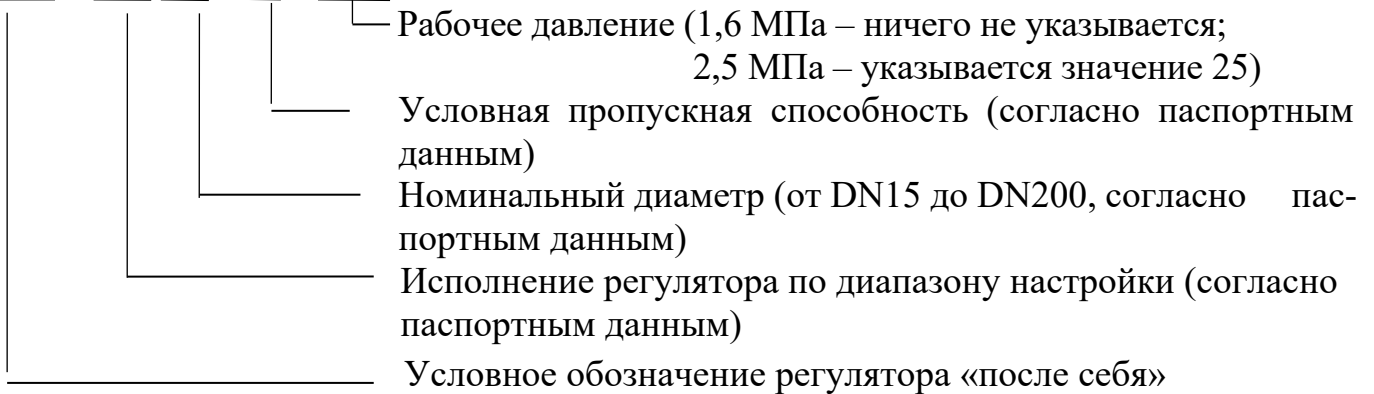 Рабочее давление (1,6 МПа – ничего не указывается;
2,5 МПа – указывается значение 25)
Условная пропускная способность (согласно паспортным
данным)
Номинальный диаметр (от DN15 до DN200, согласно пас-
портным данным)
Исполнение регулятора по диапазону настройки (согласно
паспортным данным)
Условное обозначение регулятора «после себя»